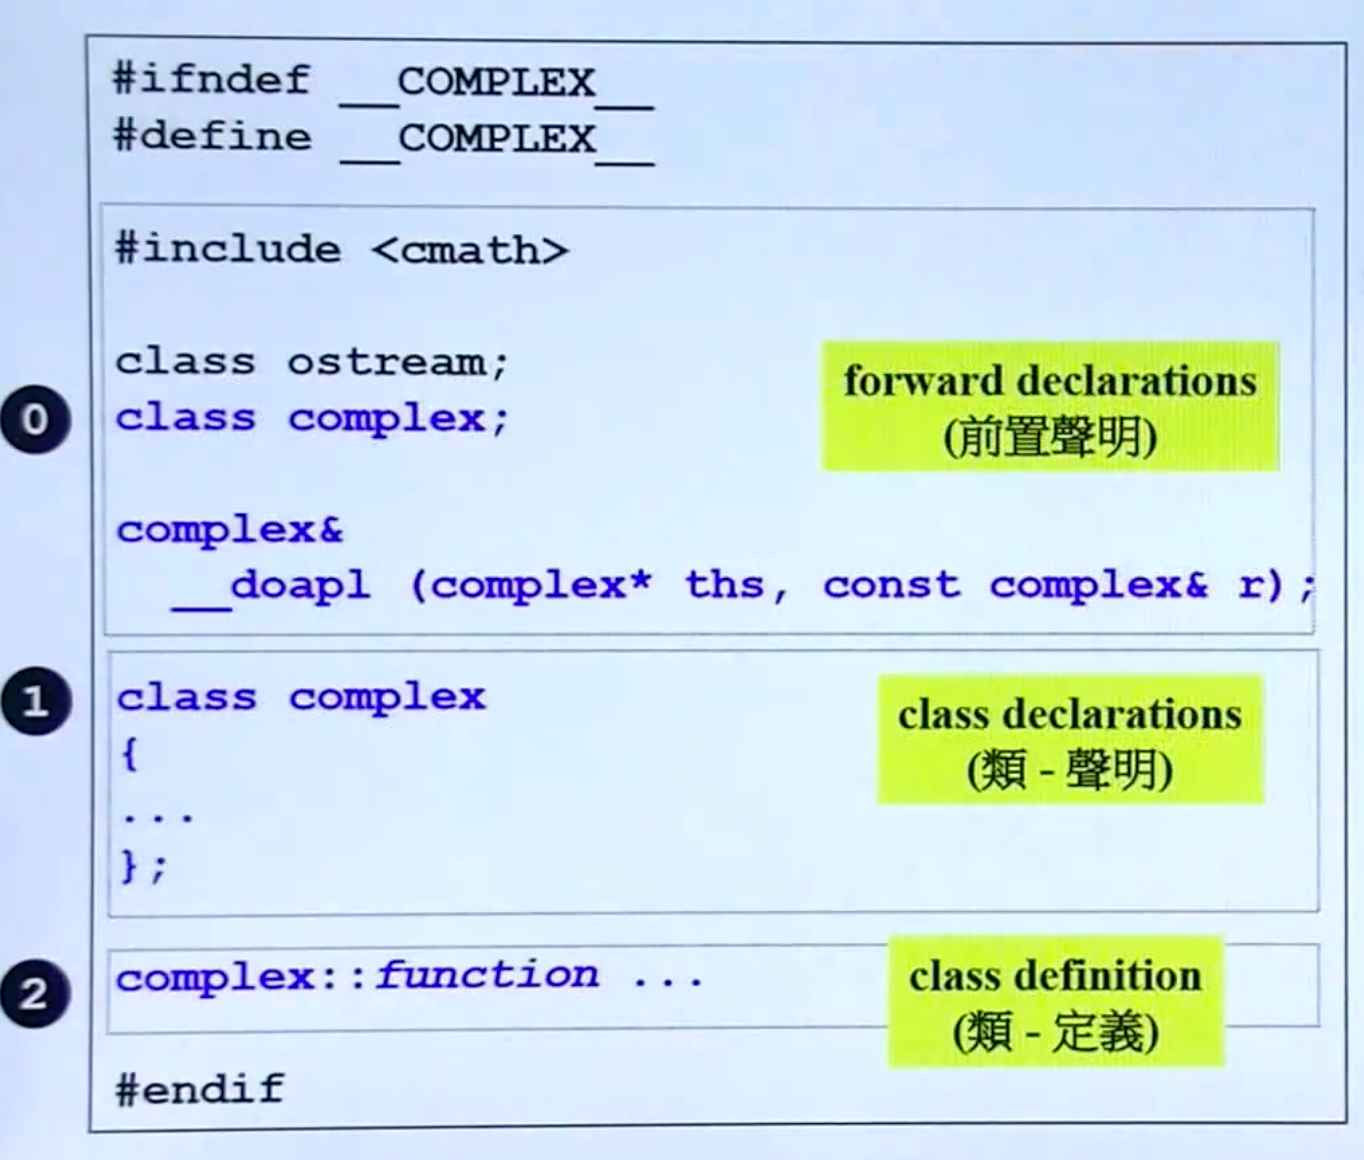 #ifndef __COMPLEX__
#define __COMPLEX__
#include <cmath>
class ostream;
class complex;
forward declarations
(前置聲明)
0
complex&
__doapl (complex* ths, const complex& r);
1
class complex
{
...
};
class declarations
(類 - 聲明)
2
complex::function ...
class definition
(類 - 定義)
#endif